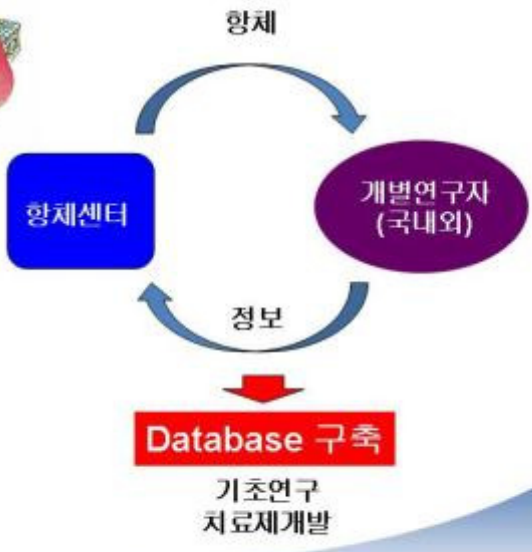 항체
항체센터
개별연구자
(국내외)
정보
Database 구축
기초연구
치료제개발